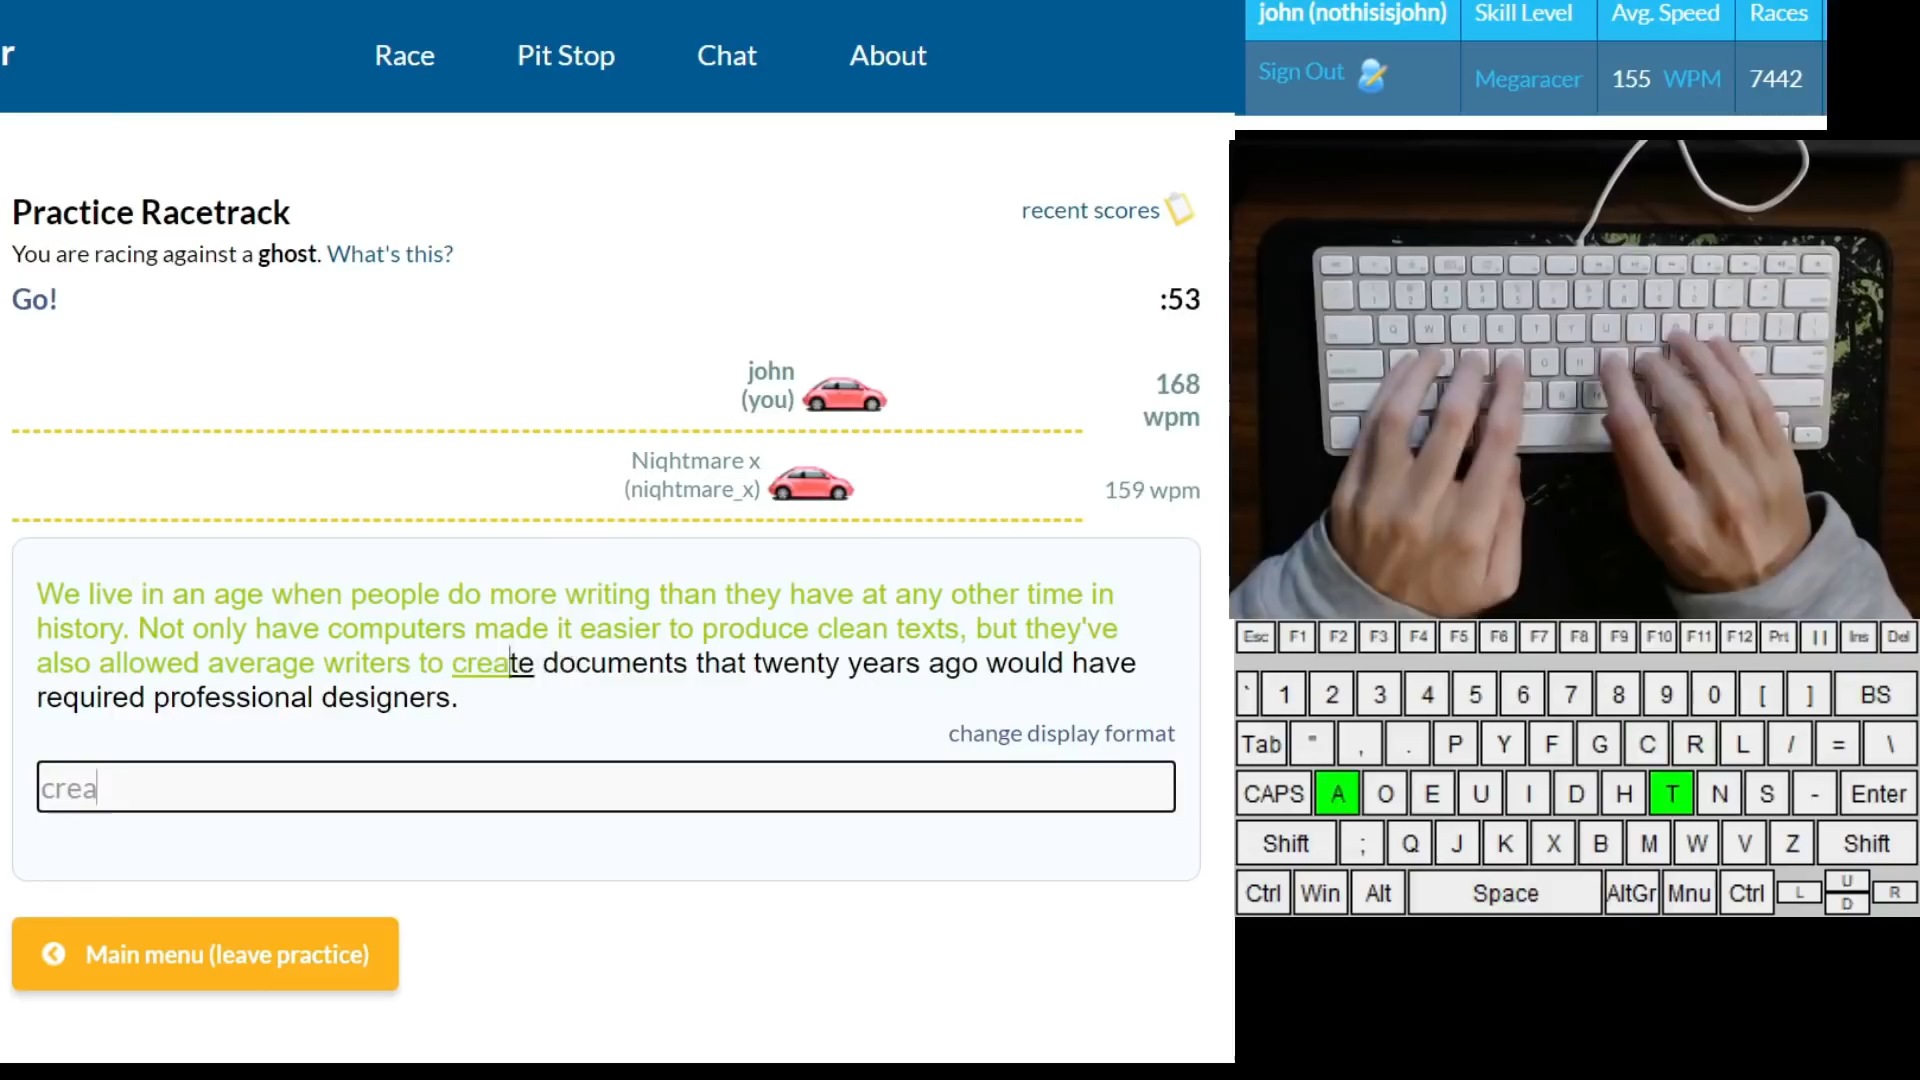 r
Race Pit Stop Chat About
john (nothisisjohn) Skill Level Avg. Speed Races
Sign Out Megaracer 155 WPM 7442
Practice Racetrack
recent scores
You are racing against a ghost. What's this?
Go!
:53
john
(you)
168
wpm
Niqhtmare x
(niqhtmare_x)
159 wpm
We live in an age when people do more writing than they have at any other time in
history. Not only have computers made it easier to produce clean texts, but they've
also allowed average writers to create documents that twenty years ago would have
required professional designers.
change display format
crea
Main menu (leave practice)
Esc F1 F2 F3 F4 F5 F6 F7 F8 F9 F10 F11 F12 Prt || Ins Del
` 1 2 3 4 5 6 7 8 9 0 [ ] BS
Tab " , . P Y F G C R L / = \
CAPS A O E U I D H T N S - Enter
Shift ; Q J K X B M W V Z Shift
Ctrl Win Alt Space AltGr Mnu Ctrl L U D R